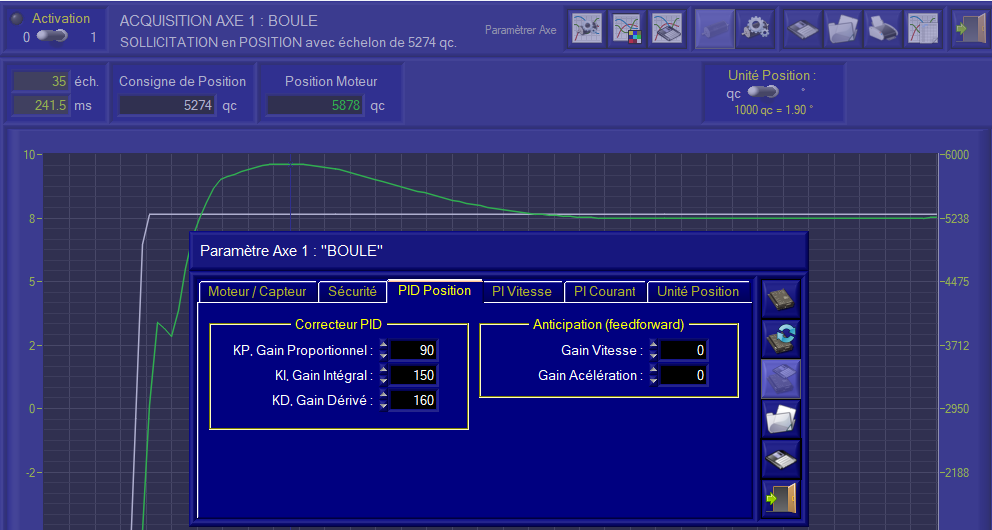 Activation
0 1
ACQUISITION AXE 1 : BOULE
SOLLICITATION en POSITION avec échelon de 5274 qc.
Paramètrer Axe
35 éch.
241.5 ms
Consigne de Position
5274 qc
Position Moteur
5878 qc
Unité Position :
qc °
1000 qc = 1.90 °
10
8
5
2
0
-2
6000
5238
4475
3712
2950
2188
Paramètre Axe 1 : "BOULE"
Moteur / Capteur Sécurité PID Position PI Vitesse PI Courant Unité Position
Correcteur PID
KP, Gain Proportionnel : 90
KI, Gain Intégral : 150
KD, Gain Dérivé : 160
Anticipation (feedforward)
Gain Vitesse : 0
Gain Acélération : 0